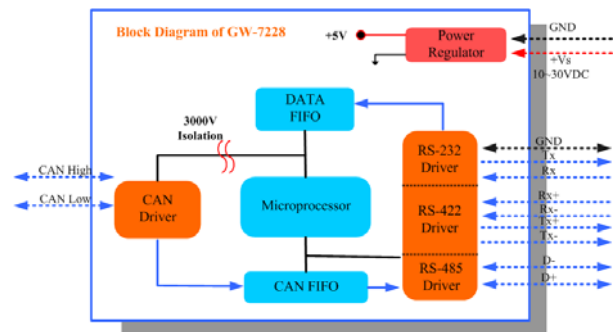 Block Diagram of GW-7228
+5V
Power
Regulator
GND
+Vs
10~30VDC
3000V
Isolation
DATA
FIFO
CAN High
CAN Low
CAN
Driver
Microprocessor
CAN FIFO
RS-232
Driver
RS-422
Driver
RS-485
Driver
GND
Tx
Rx
Rx+
Rx-
Tx+
Tx-
D-
D+